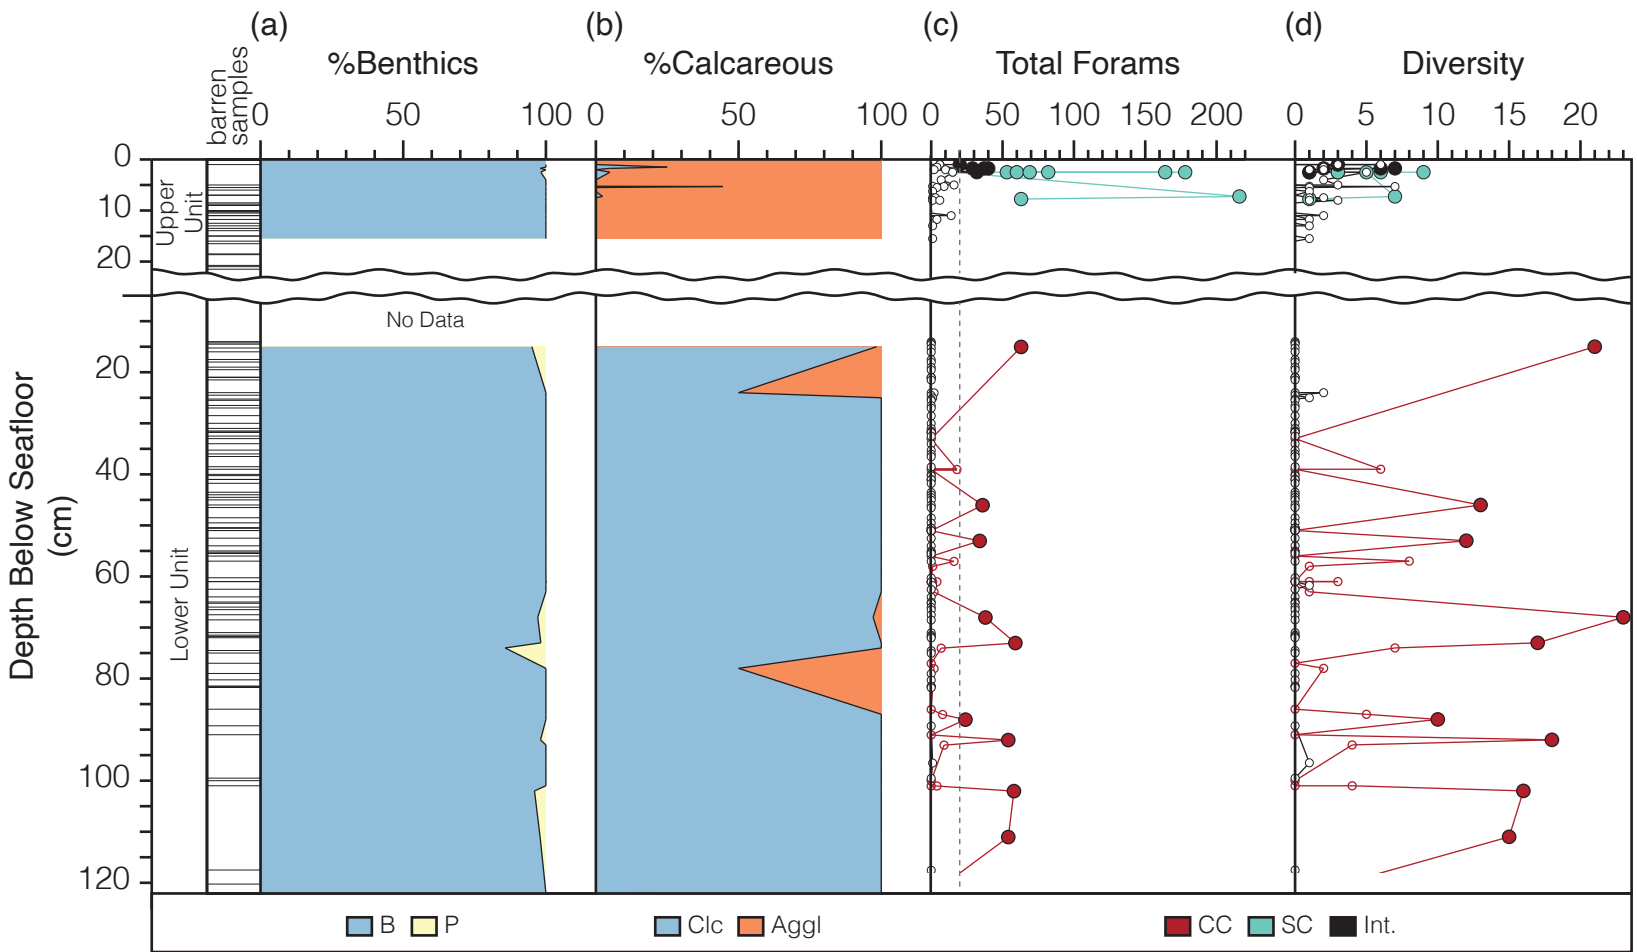 (a) (b) (c) (d)
%Benthics %Calcareous Total Forams Diversity
barren
samples
0 50 100 0 50 100 0 50 100 150 200 0 5 10 15 20
0
10
20
Upper
Unit
No Data
20
40
60
80
100
120
Lower Unit
Depth Below Seafloor
(cm)
B P Clc Aggl CC SC Int.